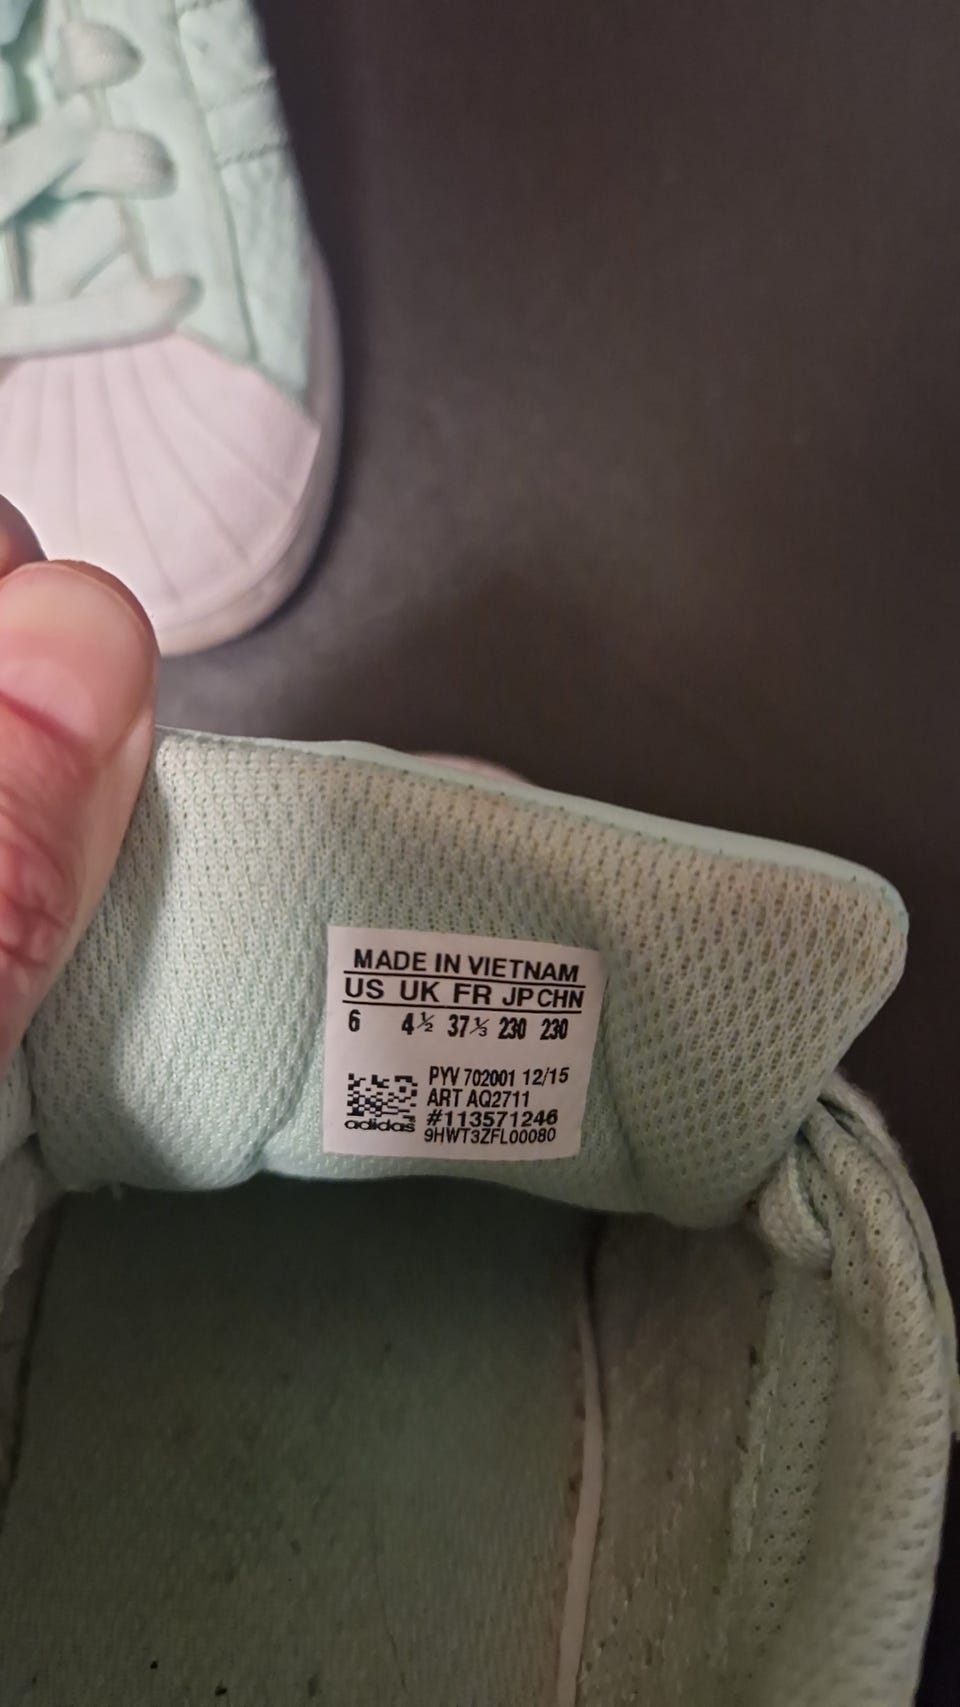 MADE IN VIETNAM
US UK FR JP CHN
6 4½ 37⅓ 230 230
PYV 702001 12/15
ART AQ2711
#113571246
adidas 9HWT3ZFL00080